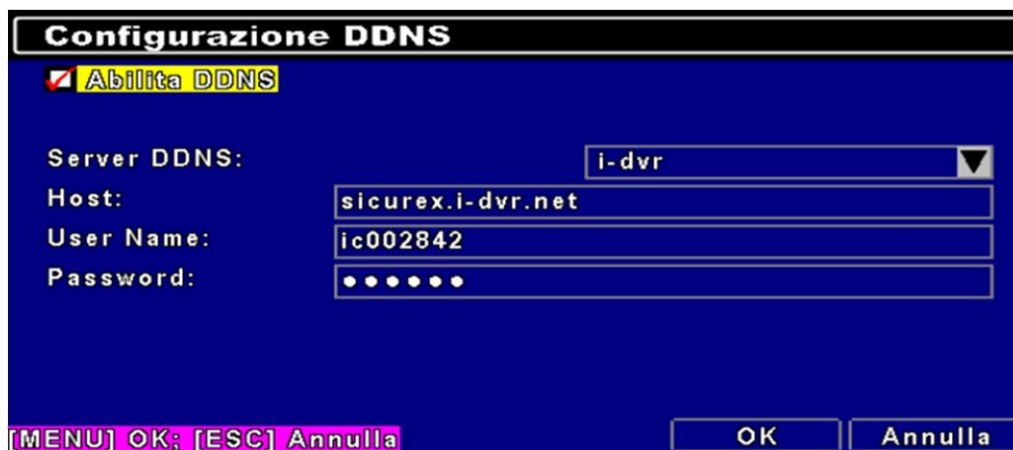 Configurazione DDNS
Abilita DDNS
Server DDNS: i-dvr
Host: sicurex.i-dvr.net
User Name: ic002842
Password: ●●●●●●
[MENU] OK; [ESC] Annulla OK Annulla